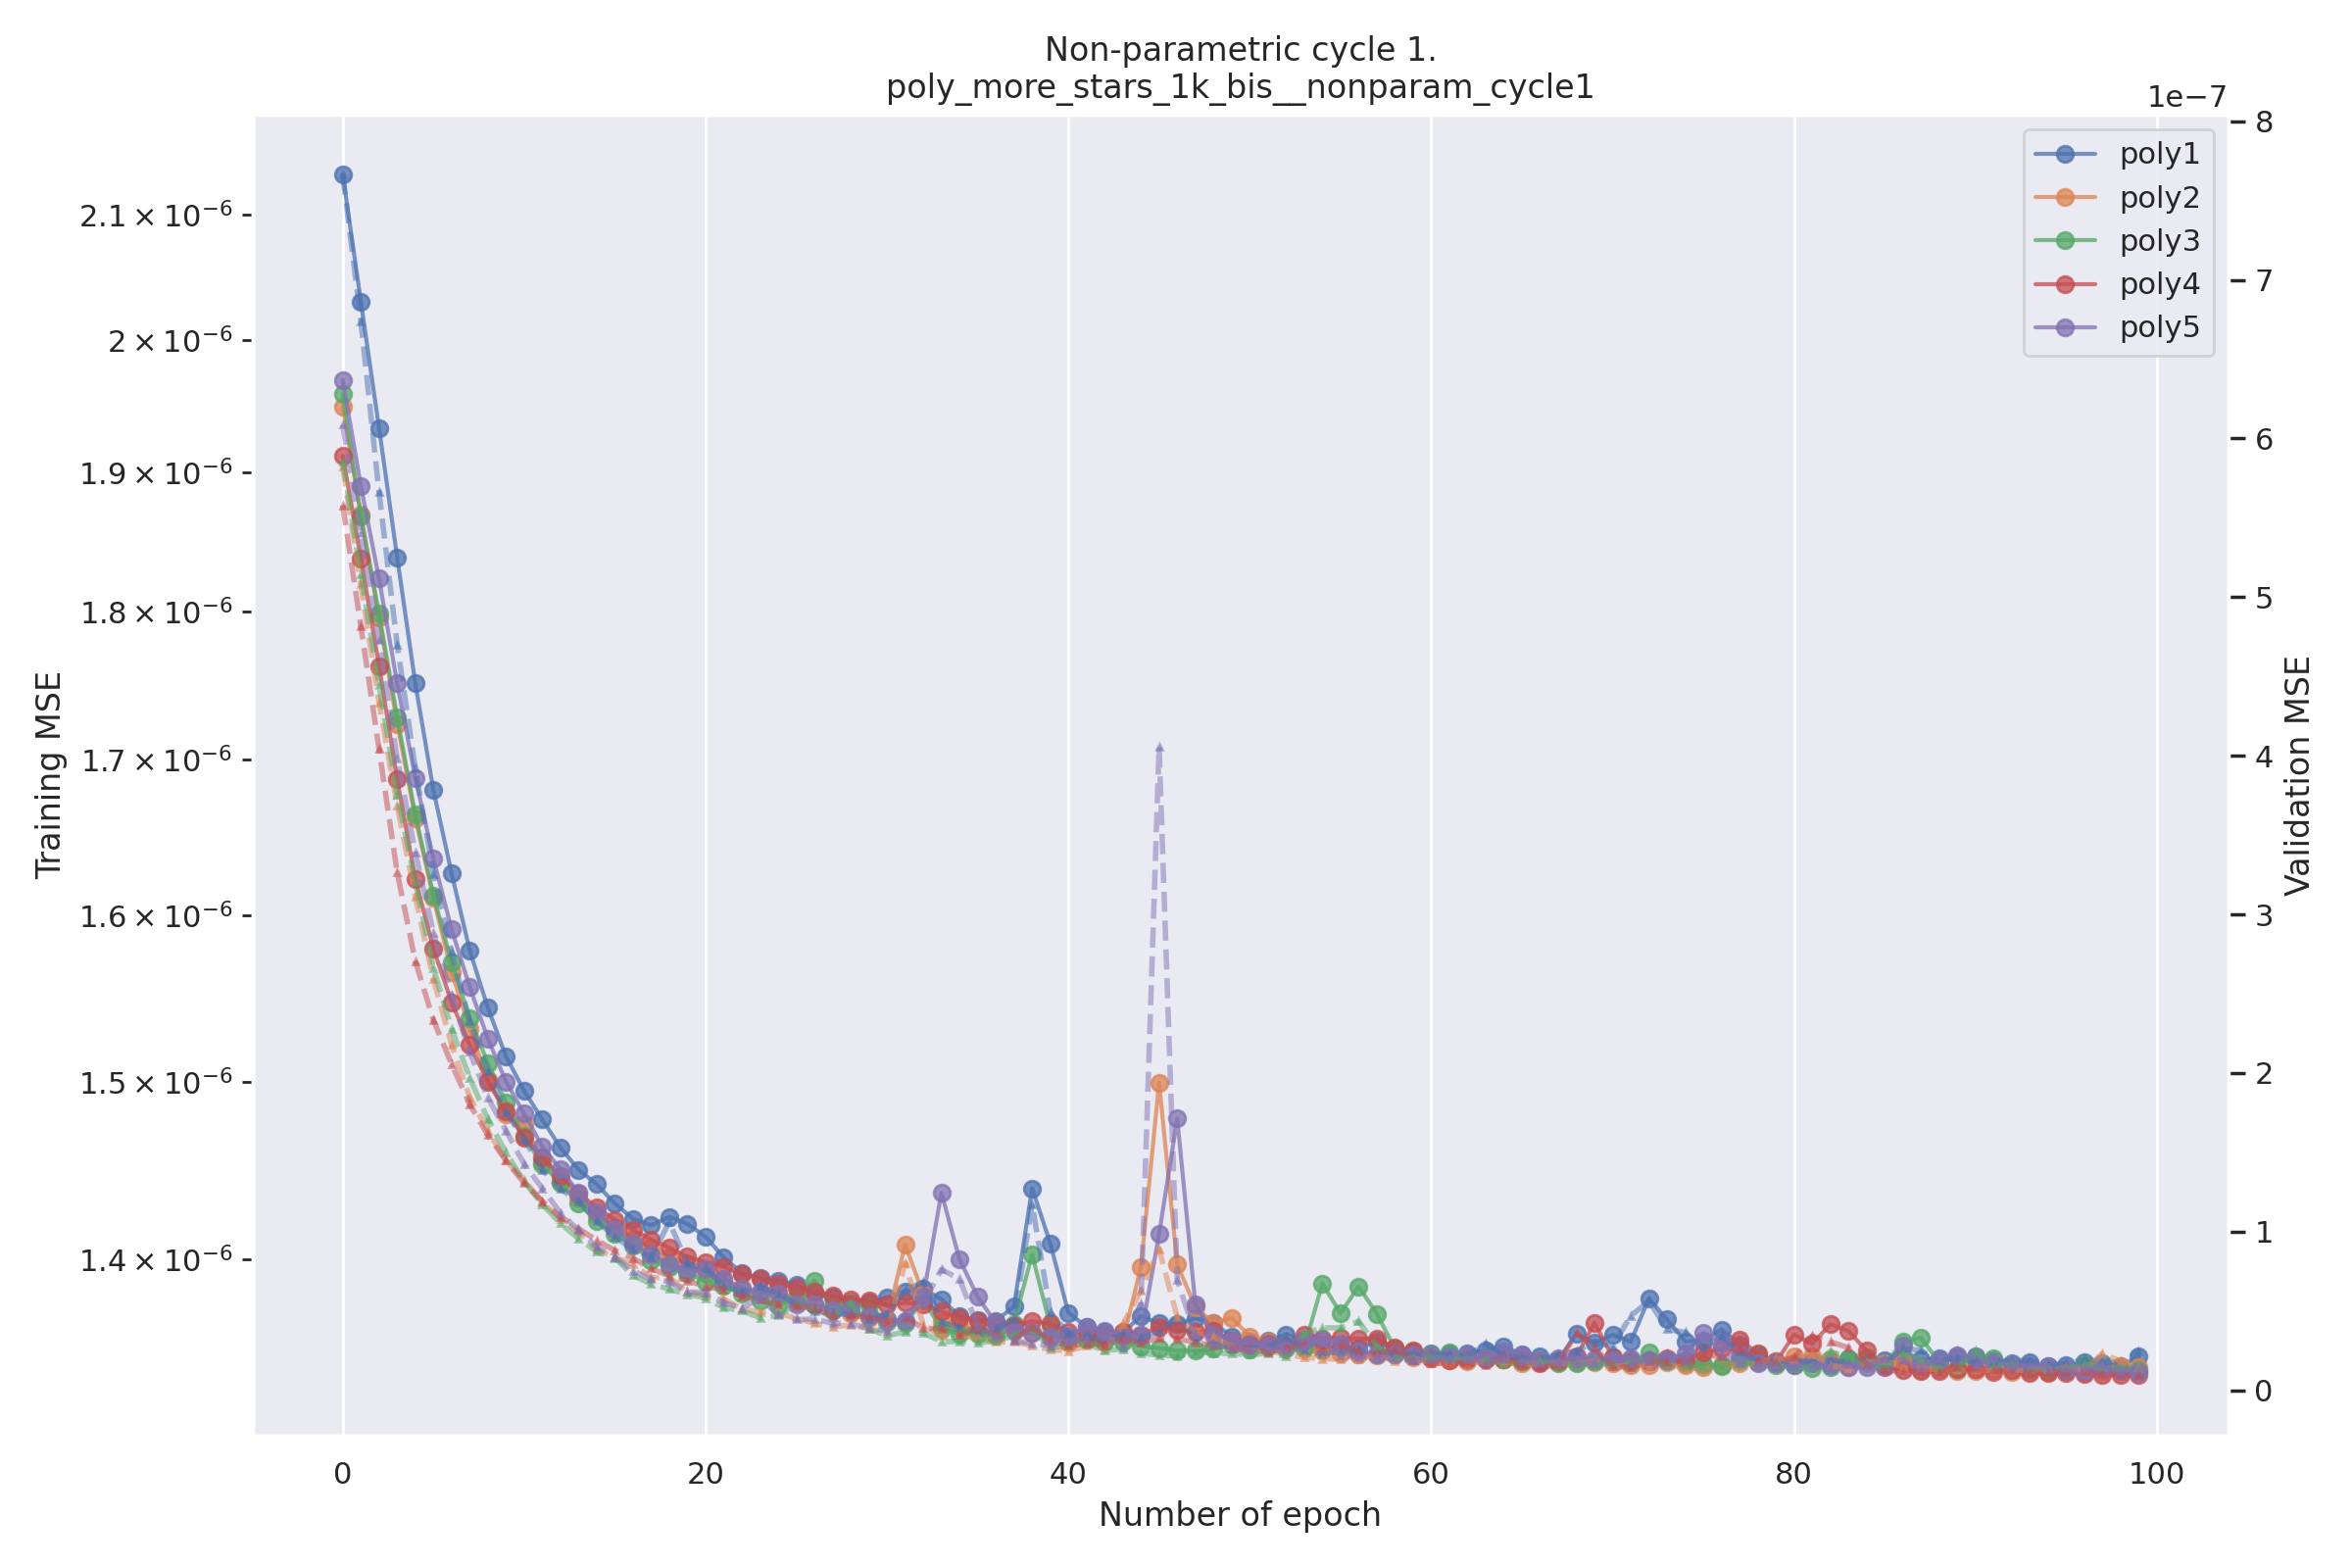 Non-parametric cycle 1.
poly_more_stars_1k_bis__nonparam_cycle1
1e−7
Training MSE
2.1 × 10⁻⁶
2 × 10⁻⁶
1.9 × 10⁻⁶
1.8 × 10⁻⁶
1.7 × 10⁻⁶
1.6 × 10⁻⁶
1.5 × 10⁻⁶
1.4 × 10⁻⁶
poly1
poly2
poly3
poly4
poly5
8
7
6
5
4
3
2
1
0
Validation MSE
0 20 40 60 80 100
Number of epoch